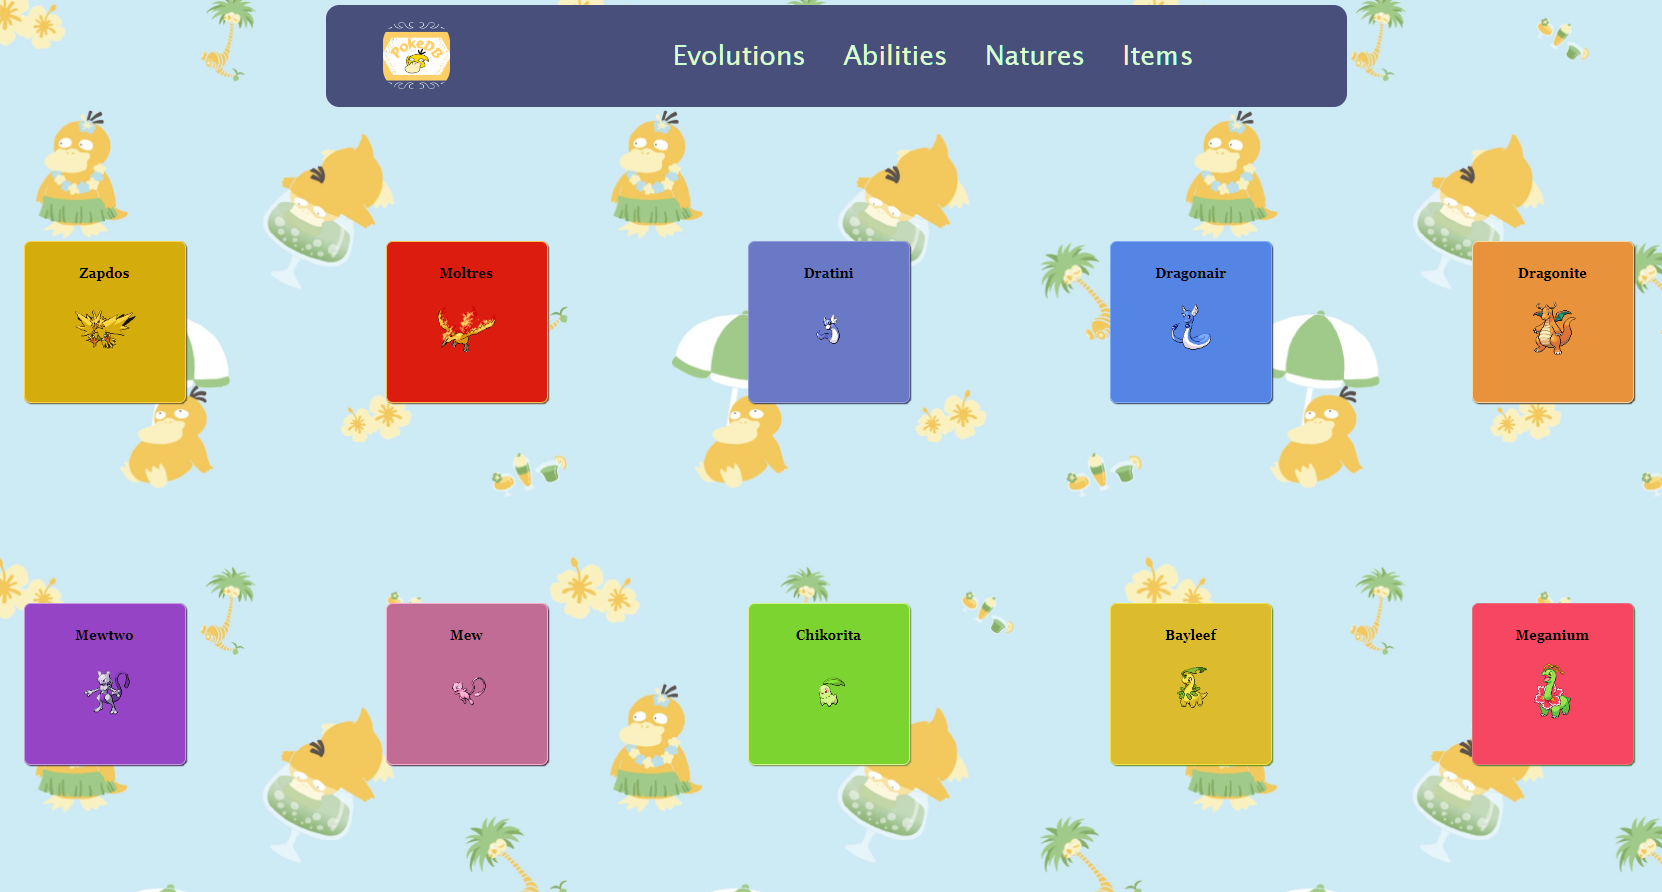 PokeDB
Evolutions Abilities Natures Items
Zapdos Moltres Dratini Dragonair Dragonite
Mewtwo Mew Chikorita Bayleef Meganium